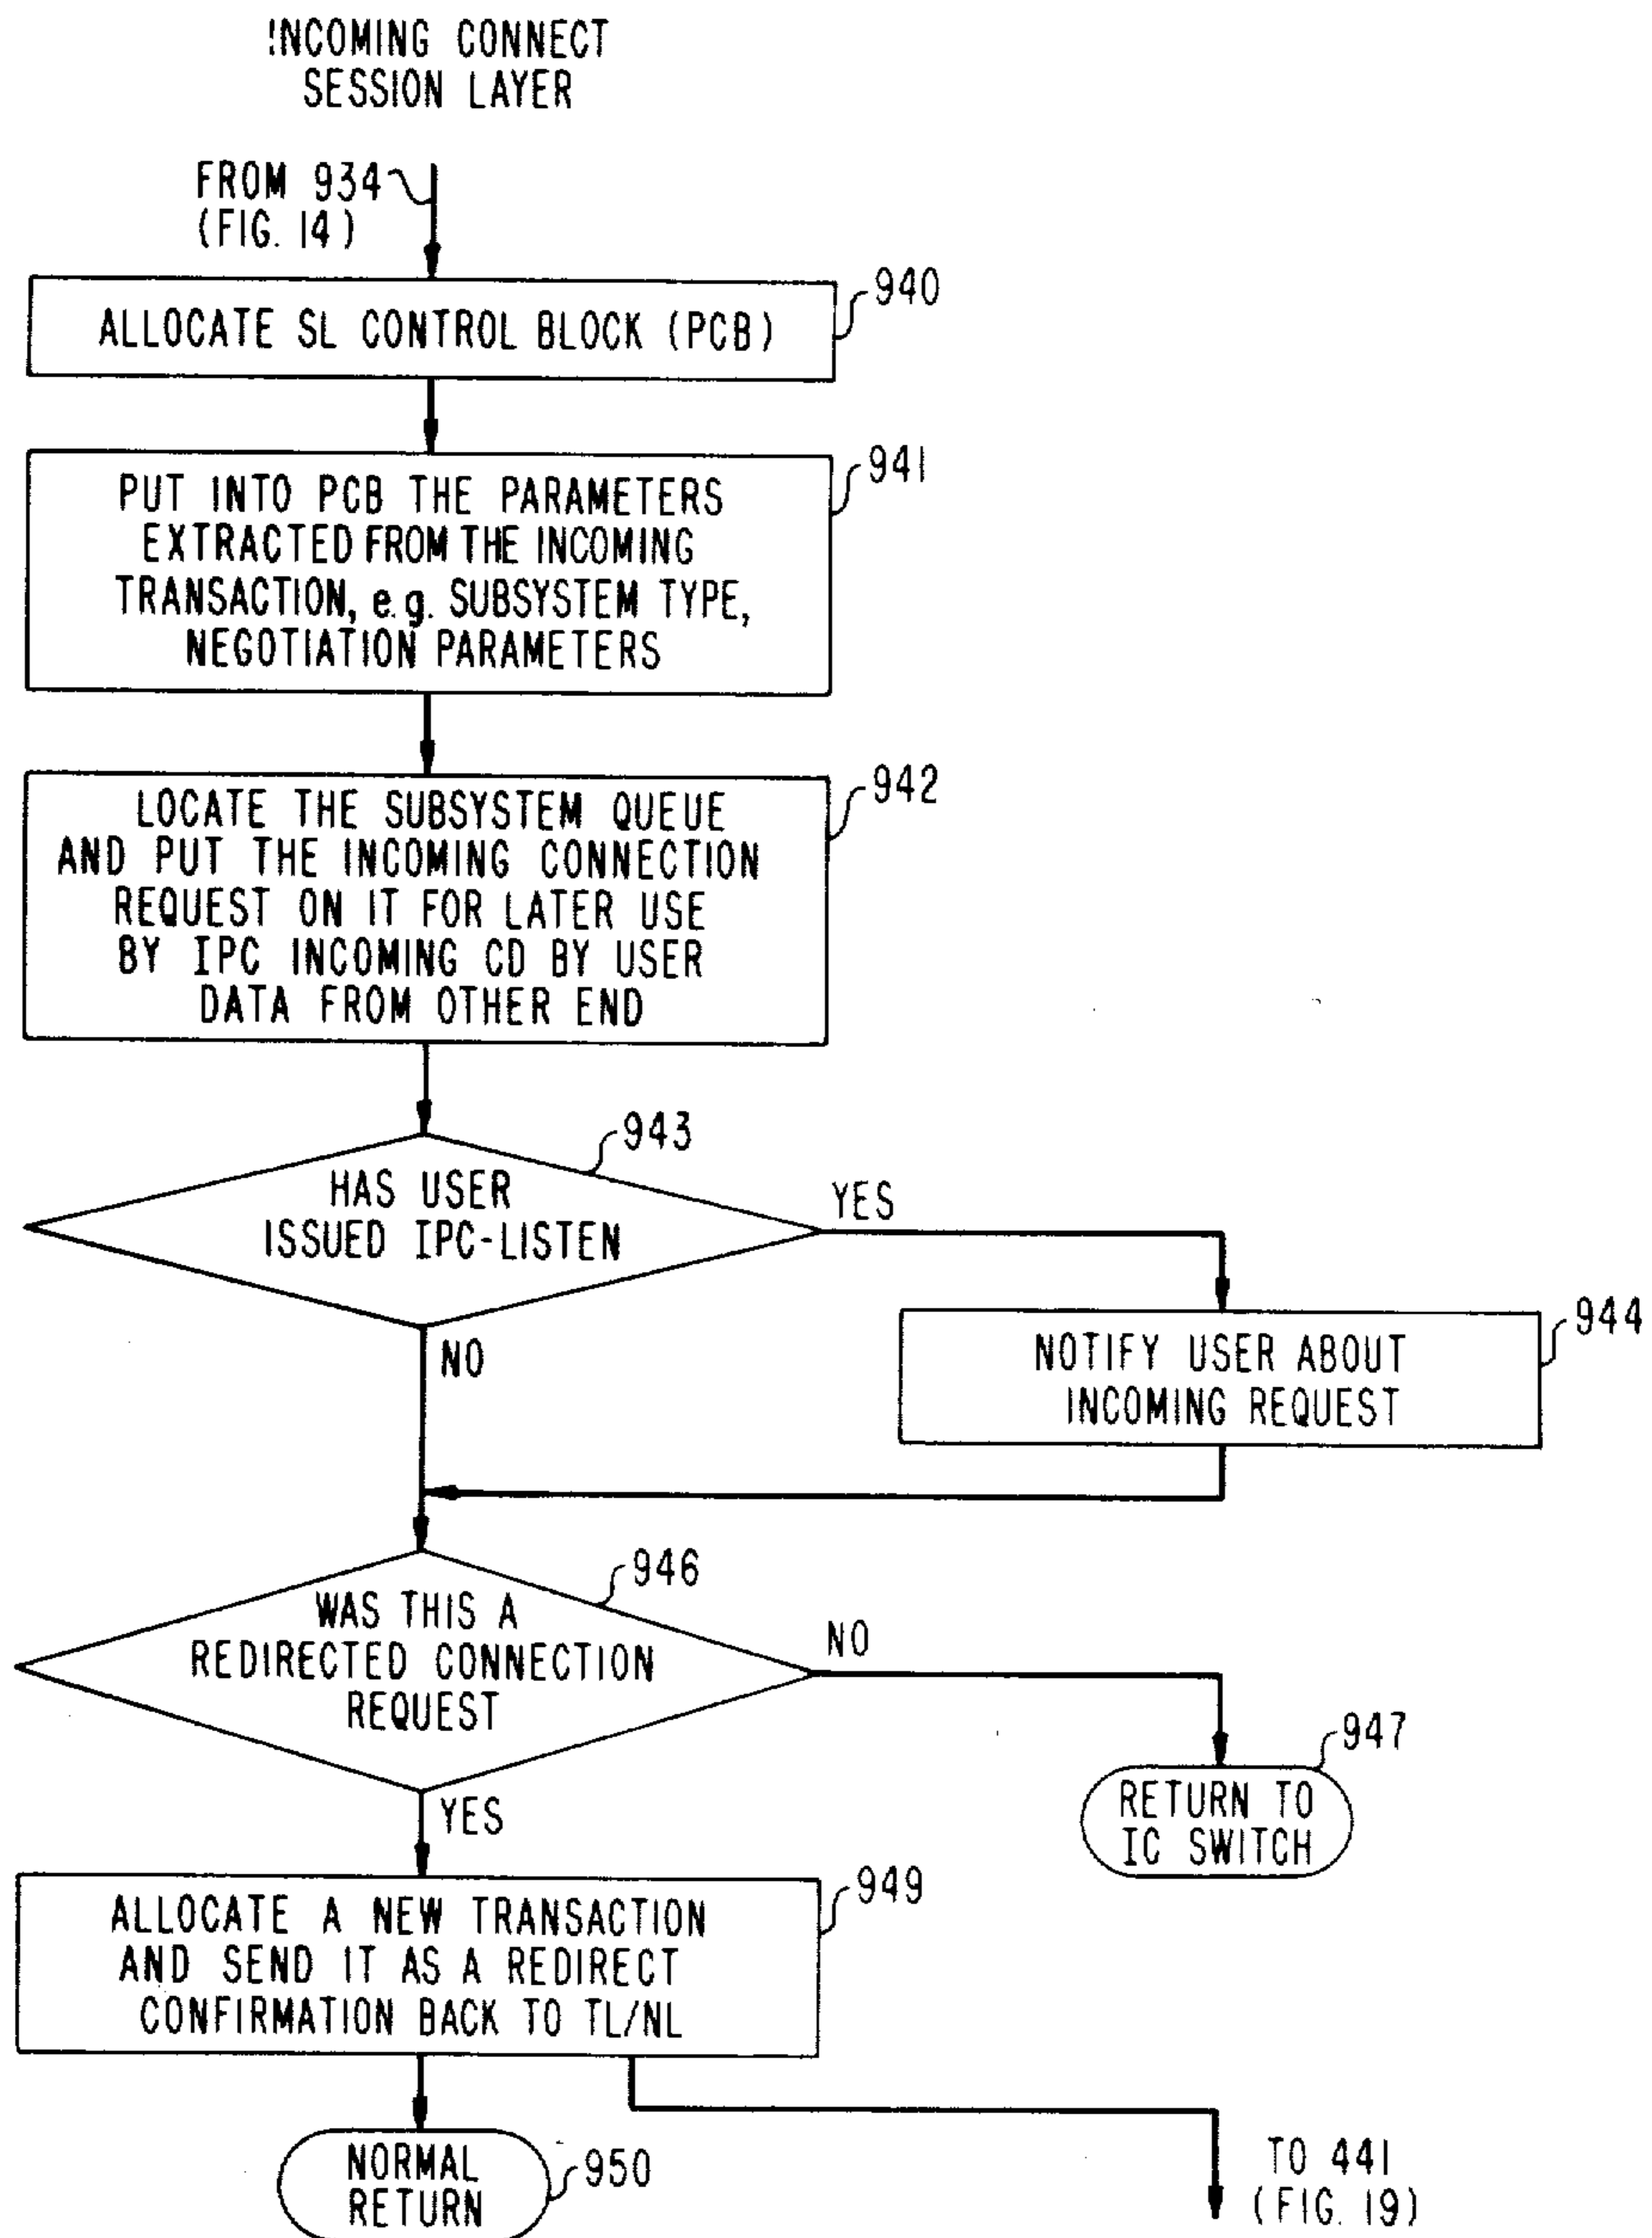 INCOMING CONNECT
SESSION LAYER
FROM 934
(FIG. 14)
940
ALLOCATE SL CONTROL BLOCK (PCB)
941
PUT INTO PCB THE PARAMETERS
EXTRACTED FROM THE INCOMING
TRANSACTION, e.g. SUBSYSTEM TYPE,
NEGOTIATION PARAMETERS
942
LOCATE THE SUBSYSTEM QUEUE
AND PUT THE INCOMING CONNECTION
REQUEST ON IT FOR LATER USE
BY IPC INCOMING CD BY USER
DATA FROM OTHER END
943
HAS USER
ISSUED IPC-LISTEN
YES
NO
944
NOTIFY USER ABOUT
INCOMING REQUEST
946
WAS THIS A
REDIRECTED CONNECTION
REQUEST
NO
YES
947
RETURN TO
IC SWITCH
949
ALLOCATE A NEW TRANSACTION
AND SEND IT AS A REDIRECT
CONFIRMATION BACK TO TL/NL
NORMAL
RETURN
950
TO 441
(FIG. 19)